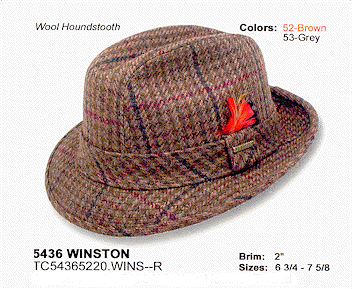 Wool Houndstooth
Colors: 52-Brown
53-Grey
5436 WINSTON
TC54365220.WINS--R
Brim: 2"
Sizes: 6 3/4 - 7 5/8